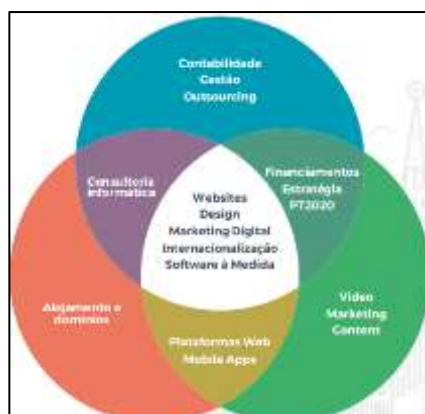 Contabilidade
Gestão
Outsourcing
Consultoria
Informática
Financiamentos
Estratégia
PT2020
Websites
Design
Marketing Digital
Internacionalização
Software à Medida
Alojamento e
domínios
Video
Marketing
Content
Plataformas Web
Mobile Apps